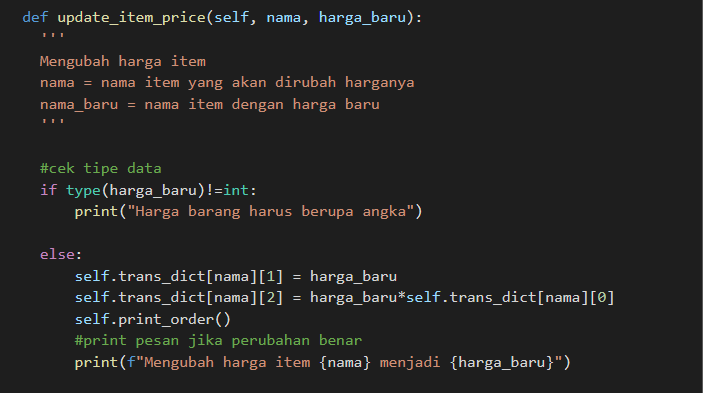 def update_item_price(self, nama, harga_baru):
'''
Mengubah harga item
nama = nama item yang akan dirubah harganya
nama_baru = nama item dengan harga baru
'''
#cek tipe data
if type(harga_baru)!=int:
print("Harga barang harus berupa angka")
else:
self.trans_dict[nama][1] = harga_baru
self.trans_dict[nama][2] = harga_baru*self.trans_dict[nama][0]
self.print_order()
#print pesan jika perubahan benar
print(f"Mengubah harga item {nama} menjadi {harga_baru}")